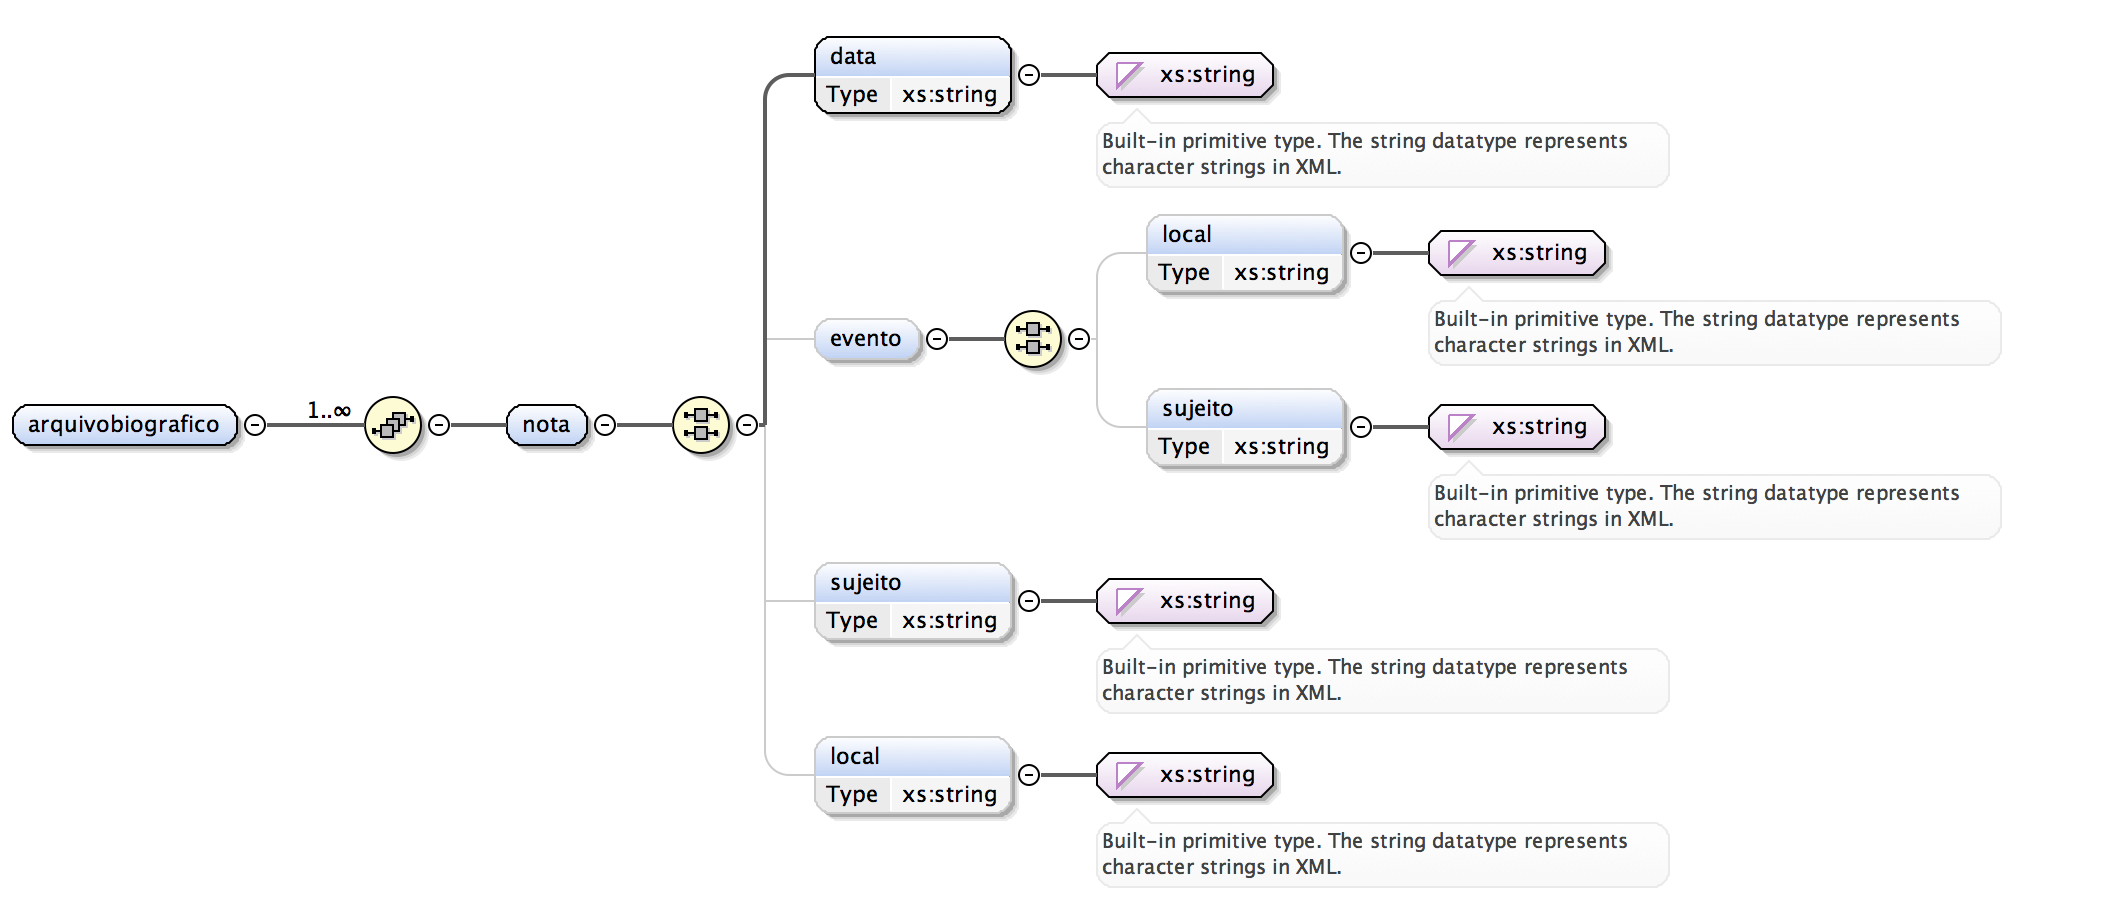 data
Type xs:string
xs:string
Built-in primitive type. The string datatype represents
character strings in XML.
local
Type xs:string
xs:string
Built-in primitive type. The string datatype represents
character strings in XML.
evento
arquivobiografico
1..∞
nota
sujeito
Type xs:string
xs:string
Built-in primitive type. The string datatype represents
character strings in XML.
sujeito
Type xs:string
xs:string
Built-in primitive type. The string datatype represents
character strings in XML.
local
Type xs:string
xs:string
Built-in primitive type. The string datatype represents
character strings in XML.